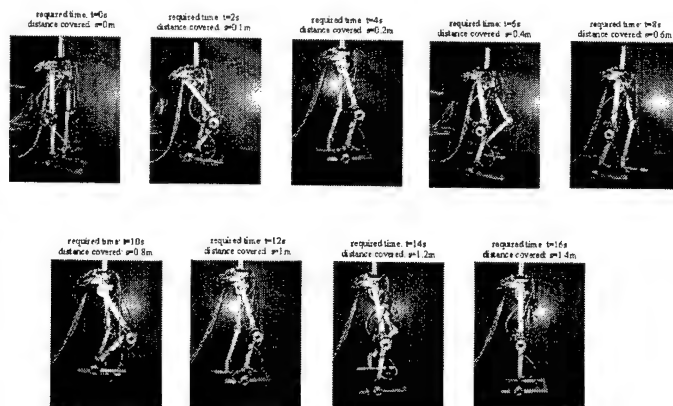 required time: t=0s
distance covered: s=0m
required time: t=2s
distance covered: s=0.1m
required time: t=4s
distance covered: s=0.2m
required time: t=6s
distance covered: s=0.4m
required time: t=8s
distance covered: s=0.6m
required time: t=10s
distance covered: s=0.8m
required time: t=12s
distance covered: s=1m
required time: t=14s
distance covered: s=1.2m
required time: t=16s
distance covered: s=1.4m